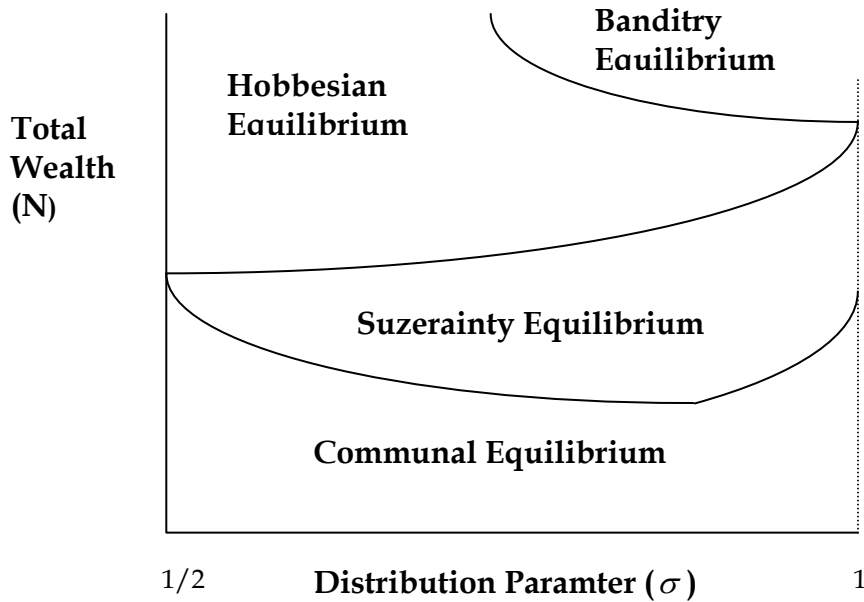 Banditry
Equilibrium
Hobbesian
Equilibrium
Total
Wealth
(N)
Suzerainty Equilibrium
Communal Equilibrium
1/2
Distribution Paramter (σ)
1